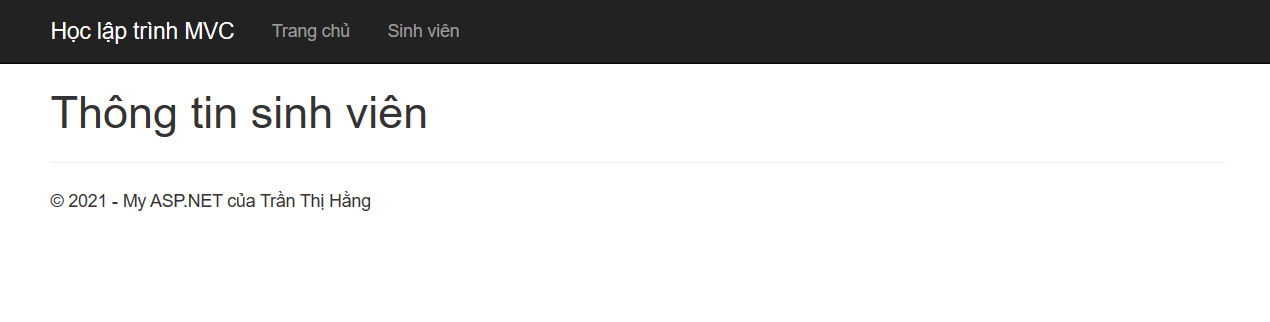 Học lập trình MVC Trang chủ Sinh viên
Thông tin sinh viên
© 2021 - My ASP.NET của Trần Thị Hằng